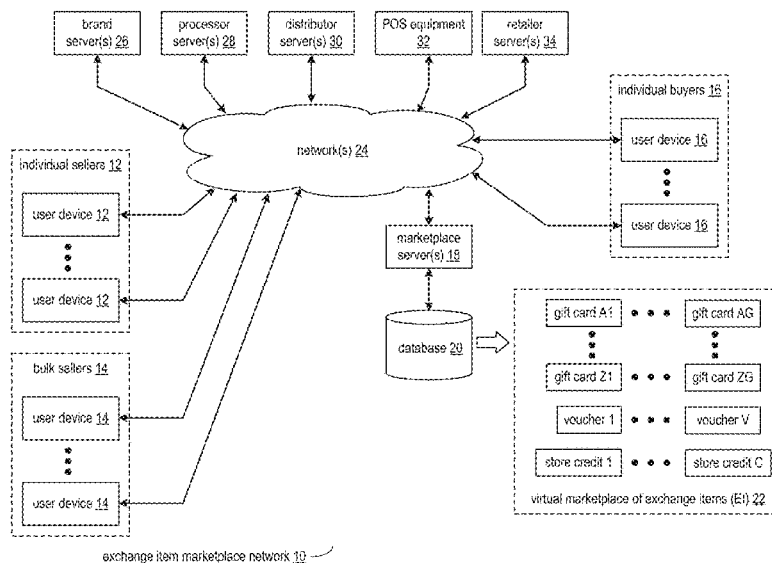 brand server(s) 26
processor server(s) 28
distributor server(s) 30
POS equipment 32
retailer server(s) 34
individual buyers 16
user device 16
user device 16
network(s) 24
individual sellers 12
user device 12
user device 12
marketplace server(s) 18
database 20
gift card A1
gift card AG
gift card Z1
gift card ZG
voucher 1
voucher V
store credit 1
store credit C
virtual marketplace of exchange items (EI) 22
bulk sellers 14
user device 14
user device 14
exchange item marketplace network 10